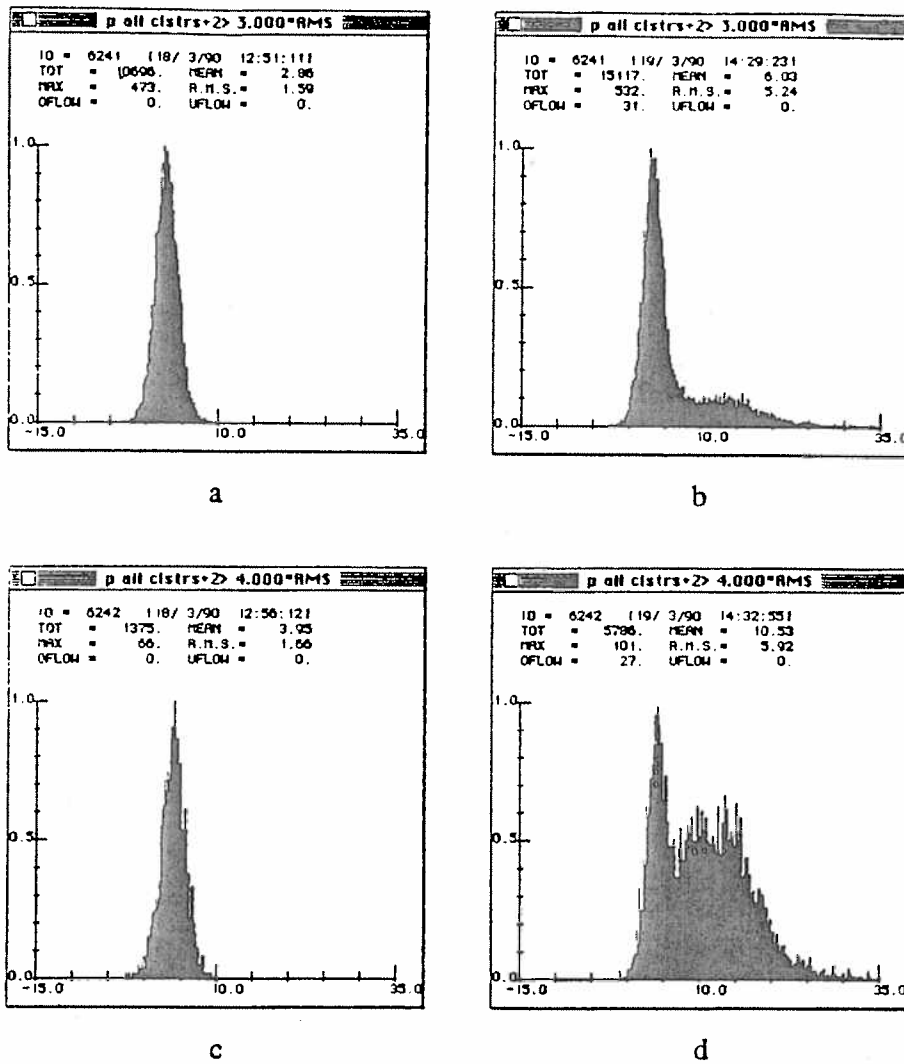 p all clstrs+2> 3.000*RMS
ID = 6241 [18/ 3/90 12:51:11]
TOT = 10696. MEAN = 2.86
MAX = 473. R.M.S.= 1.59
OFLOW = 0. UFLOW = 0.
1.0
0.5
0.0
-15.0 10.0 35.0
a
p all clstrs+2> 3.000*RMS
ID = 6241 [19/ 3/90 14:29:23]
TOT = 15117. MEAN = 6.03
MAX = 532. R.M.S.= 5.24
OFLOW = 31. UFLOW = 0.
1.0
0.5
0.0
-15.0 10.0 35.0
b
p all clstrs+2> 4.000*RMS
ID = 6242 [18/ 3/90 12:56:12]
TOT = 1375. MEAN = 3.95
MAX = 66. R.M.S.= 1.66
OFLOW = 0. UFLOW = 0.
1.0
0.5
0.0
-15.0 10.0 35.0
c
p all clstrs+2> 4.000*RMS
ID = 6242 [19/ 3/90 14:32:55]
TOT = 5786. MEAN = 10.53
MAX = 101. R.M.S.= 5.92
OFLOW = 27. UFLOW = 0.
1.0
0.5
0.0
-15.0 10.0 35.0
d